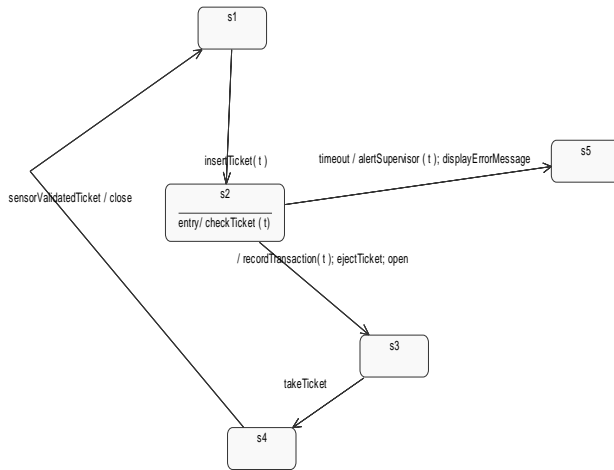 s1
insertTicket( t )
timeout / alertSupervisor ( t ); displayErrorMessage
s5
sensorValidatedTicket / close
s2
entry/ checkTicket ( t)
/ recordTransaction( t ); ejectTicket; open
s3
takeTicket
s4